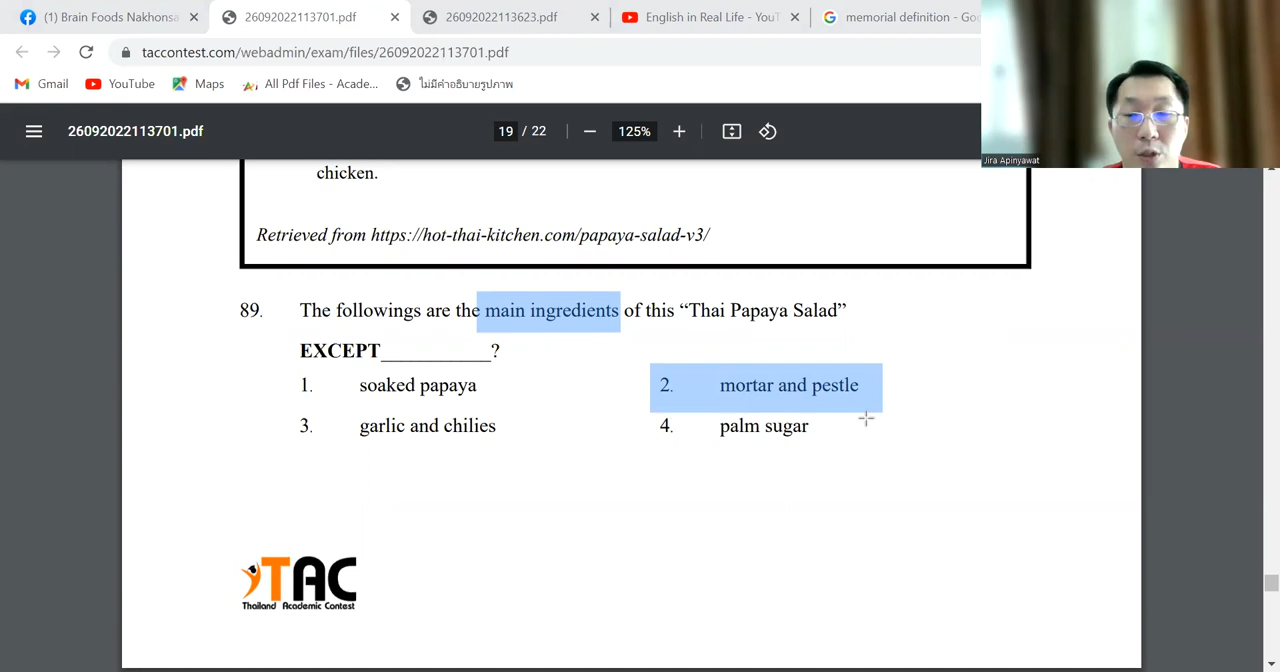 (1) Brain Foods Nakhonsa
26092022113701.pdf
26092022113623.pdf
English in Real Life - YouT
memorial definition - Goo
taccontest.com/webadmin/exam/files/26092022113701.pdf
Gmail
YouTube
Maps
All Pdf Files - Acade...
ไม่มีคำอธิบายรูปภาพ
26092022113701.pdf
19 / 22
125%
Jira Apinyawat
chicken.
Retrieved from https://hot-thai-kitchen.com/papaya-salad-v3/
89. The followings are the main ingredients of this “Thai Papaya Salad”
EXCEPT___________?
1. soaked papaya
2. mortar and pestle
3. garlic and chilies
4. palm sugar
TAC
Thailand Academic Contest